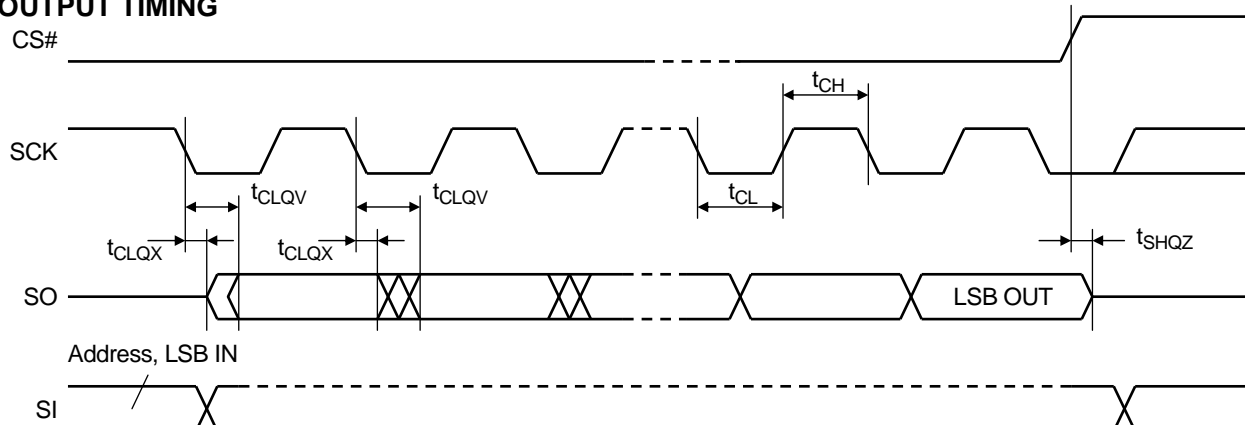 OUTPUT TIMING
CS#
tCH
SCK
tCLQV tCLQV tCL
tCLQX tCLQX tSHQZ
SO LSB OUT
Address, LSB IN
SI